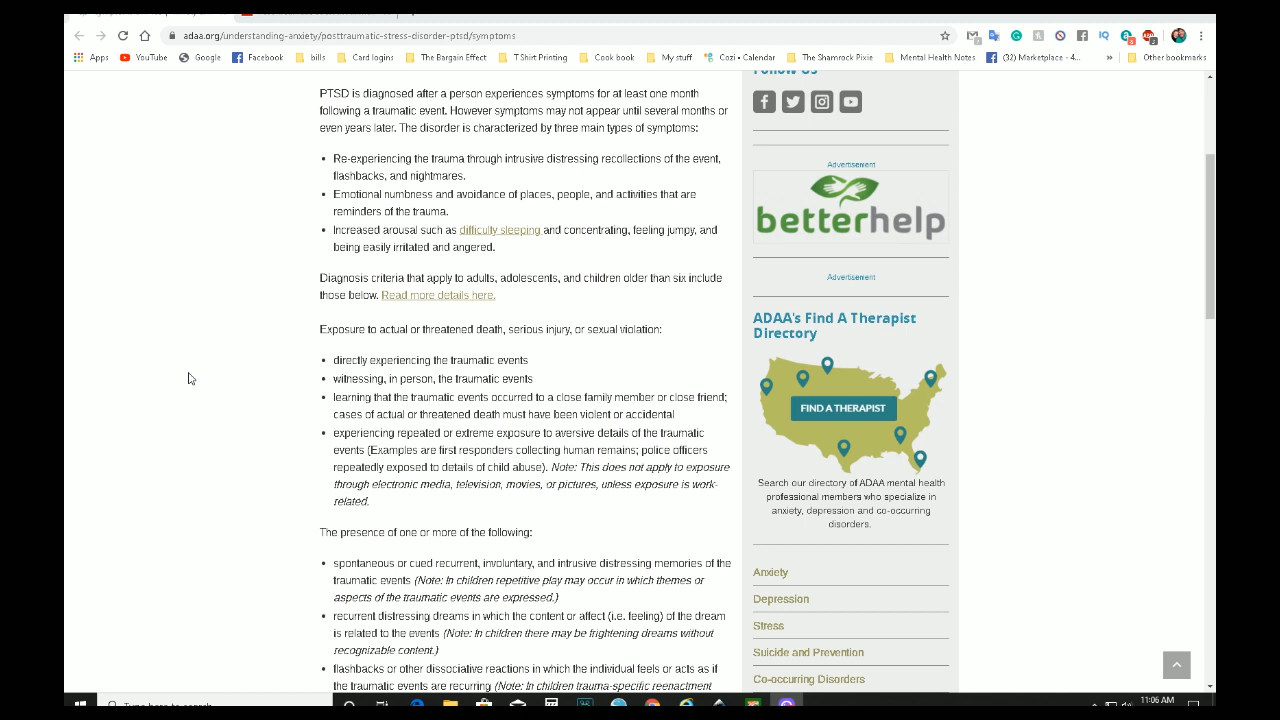 adaa.org/understanding-anxiety/posttraumatic-stress-disorder-ptsd/symptoms
Apps YouTube Google Facebook bills Card logins The Bargain Effect T Shirt Printing Cook book My stuff Cozi • Calendar The Shamrock Pixie Mental Health Notes (32) Marketplace - 4... » Other bookmarks
PTSD is diagnosed after a person experiences symptoms for at least one month
following a traumatic event. However symptoms may not appear until several months or
even years later. The disorder is characterized by three main types of symptoms:
• Re-experiencing the trauma through intrusive distressing recollections of the event,
flashbacks, and nightmares.
• Emotional numbness and avoidance of places, people, and activities that are
reminders of the trauma.
• Increased arousal such as difficulty sleeping and concentrating, feeling jumpy, and
being easily irritated and angered.
Diagnosis criteria that apply to adults, adolescents, and children older than six include
those below. Read more details here.
Exposure to actual or threatened death, serious injury, or sexual violation:
• directly experiencing the traumatic events
• witnessing, in person, the traumatic events
• learning that the traumatic events occurred to a close family member or close friend;
cases of actual or threatened death must have been violent or accidental
• experiencing repeated or extreme exposure to aversive details of the traumatic
events (Examples are first responders collecting human remains; police officers
repeatedly exposed to details of child abuse). Note: This does not apply to exposure
through electronic media, television, movies, or pictures, unless exposure is work-
related.
The presence of one or more of the following:
• spontaneous or cued recurrent, involuntary, and intrusive distressing memories of the
traumatic events (Note: In children repetitive play may occur in which themes or
aspects of the traumatic events are expressed.)
• recurrent distressing dreams in which the content or affect (i.e. feeling) of the dream
is related to the events (Note: In children there may be frightening dreams without
recognizable content.)
• flashbacks or other dissociative reactions in which the individual feels or acts as if
the traumatic events are recurring (Note: In children trauma-specific reenactment
Follow Us
Advertisement
betterhelp
Advertisement
ADAA's Find A Therapist
Directory
FIND A THERAPIST
Search our directory of ADAA mental health
professional members who specialize in
anxiety, depression and co-occurring
disorders.
Anxiety
Depression
Stress
Suicide and Prevention
Co-occurring Disorders
Type here to search
11:06 AM